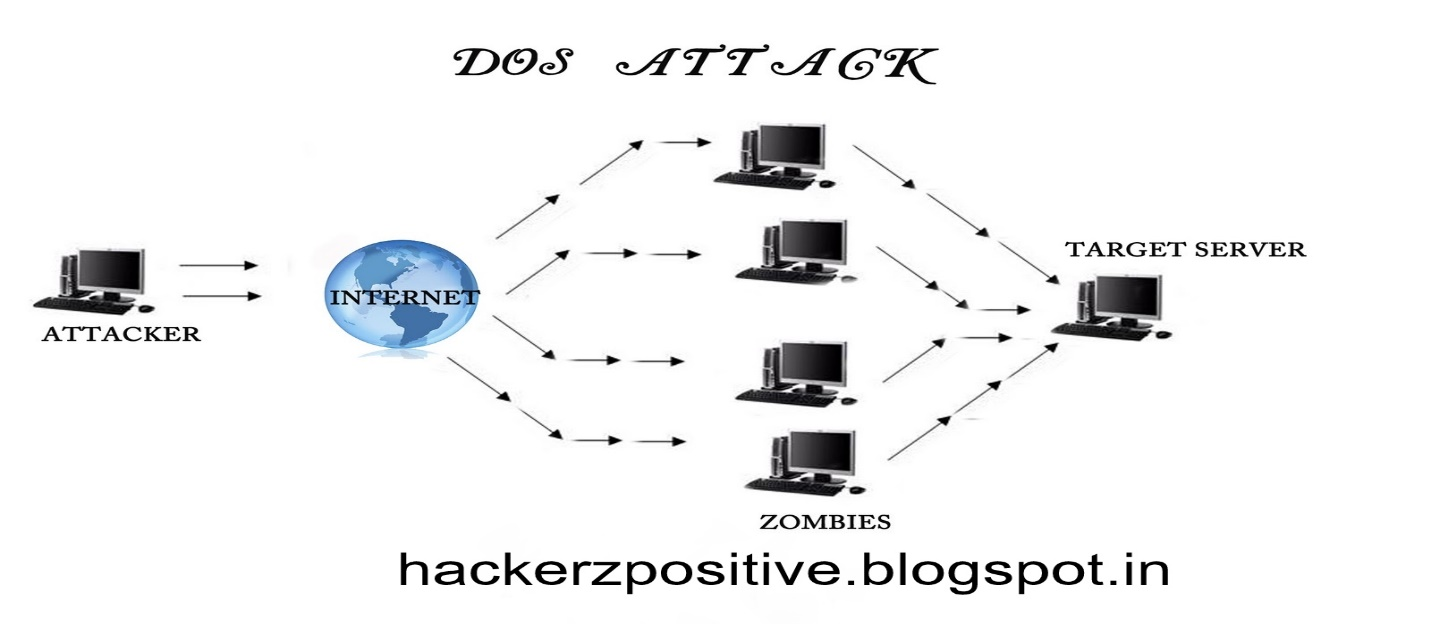 DOS ATTACK
TARGET SERVER
INTERNET
ATTACKER
ZOMBIES
hackerzpositive.blogspot.in